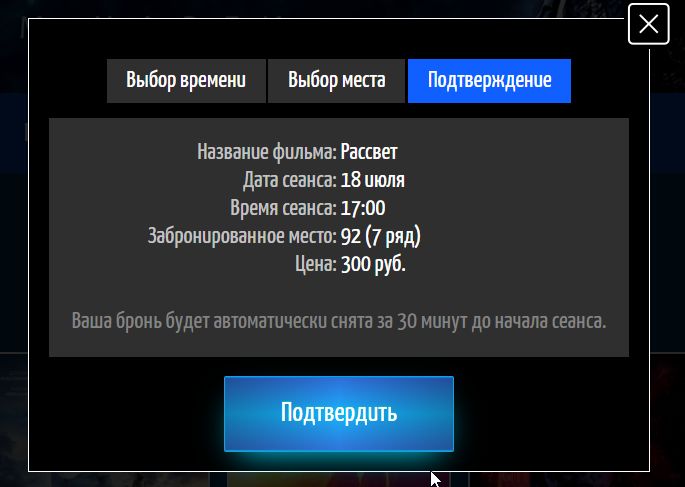 Выбор времени Выбор места Подтверждение
Название фильма: Рассвет
Дата сеанса: 18 июля
Время сеанса: 17:00
Забронированное место: 92 (7 ряд)
Цена: 300 руб.
Ваша бронь будет автоматически снята за 30 минут до начала сеанса.
Подтвердить